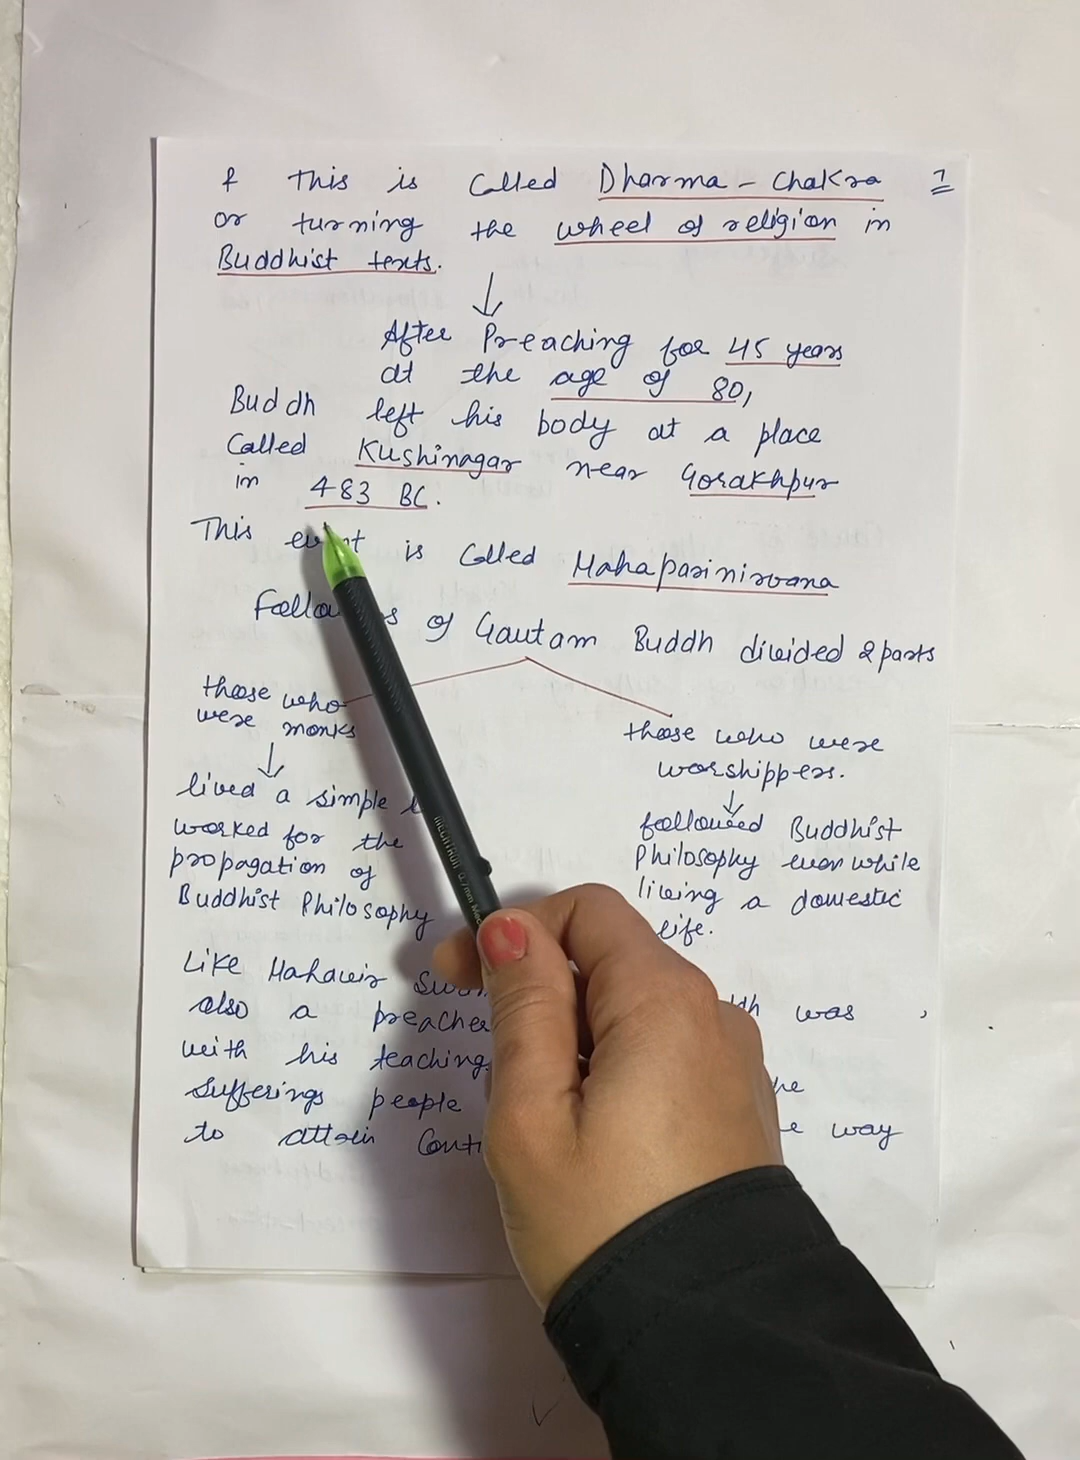 & This is Called Dharma - Chakra 7
or turning the wheel of religion in
Buddhist texts.
After Preaching for 45 years
at the age of 80,
Buddh left his body at a place
Called Kushinagar near Gorakhpur
in 483 BC.
This is Called Mahaparinirvana
of Gautam Buddh divided 2 parts
those who
were monks
lived a simple
worked for the
propagation of
Buddhist Philosophy
those who were
worshippers.
followed Buddhist
Philosophy even while
living a domestic
life.
Like Mahavir was
also a
with his teaching
Sufferings people
to attain way
MECHTRON 0.7mm